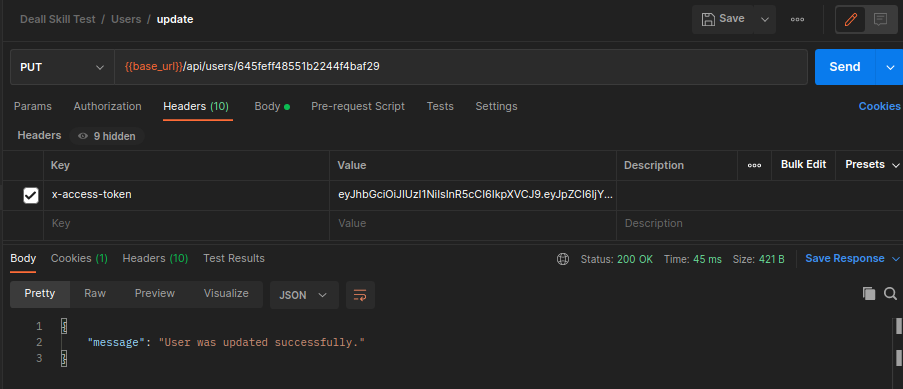 Deall Skill Test / Users / update
Save
PUT
{{base_url}}/api/users/645feff48551b2244f4baf29
Send
Params Authorization Headers (10) Body Pre-request Script Tests Settings Cookies
Headers 9 hidden
Key Value Description Bulk Edit Presets
x-access-token eyJhbGciOiJIUzI1NiIsInR5cCI6IkpXVCJ9.eyJpZCI6IjY...
Key Value Description
Body Cookies (1) Headers (10) Test Results Status: 200 OK Time: 45 ms Size: 421 B Save Response
Pretty Raw Preview Visualize JSON
1 {
2 "message": "User was updated successfully."
3 }